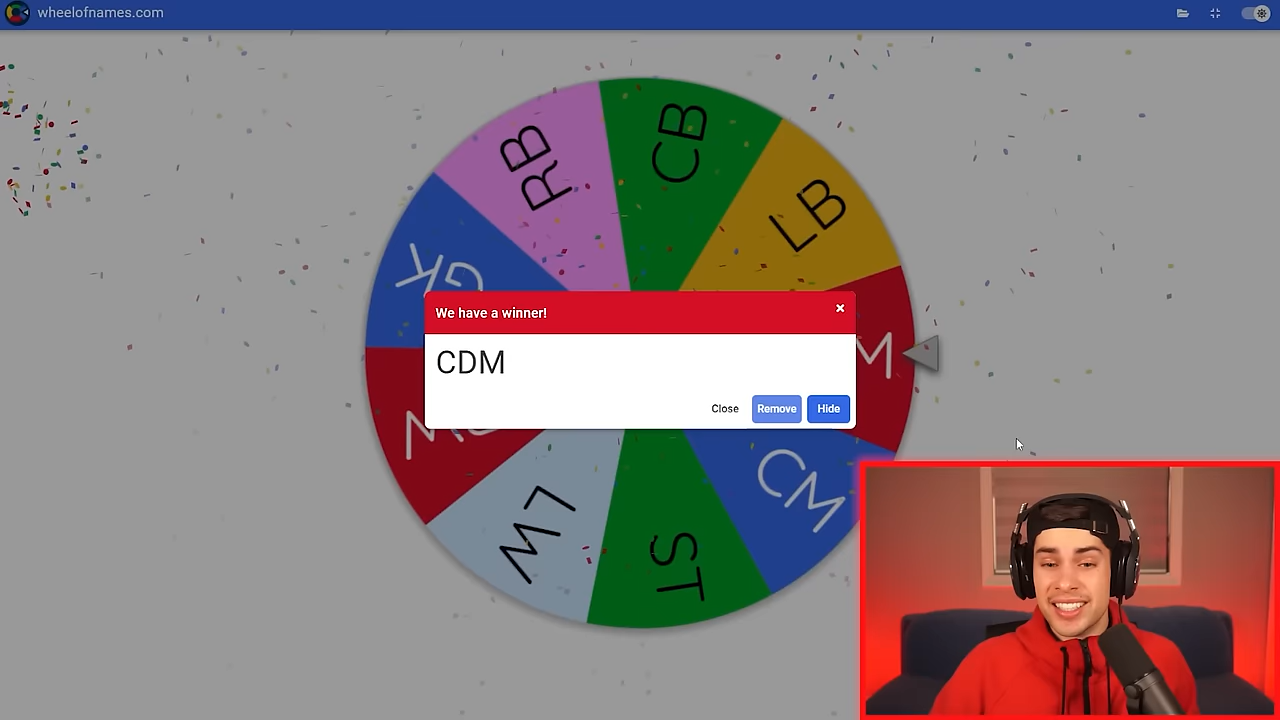 wheelofnames.com
CB
RB
LB
GK
We have a winner!
CDM
Close Remove Hide
CM
LW
ST